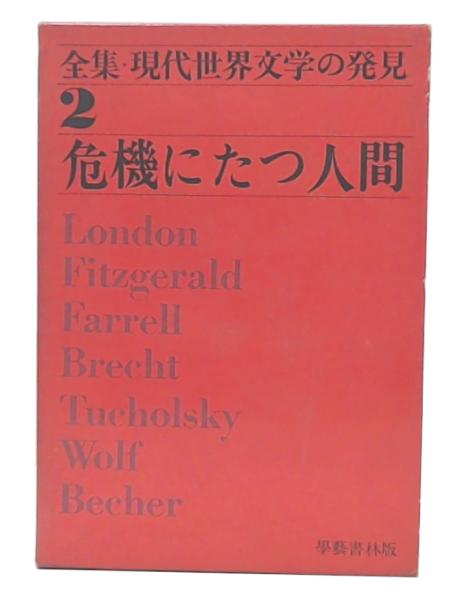 全集・現代世界文学の発見
2
危機にたつ人間
London
Fitzgerald
Farrell
Brecht
Tucholsky
Wolf
Becher
學藝書林版